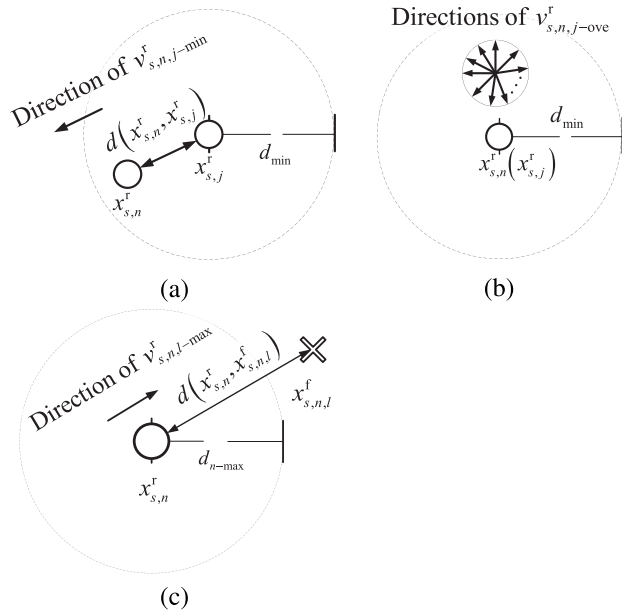 Direction of v^r_{s,n,j−min}
d(x^r_{s,n}, x^r_{s,j})
d_min
x^r_{s,j}
x^r_{s,n}
(a)
Directions of v^r_{s,n,j−ove}
d_min
x^r_{s,n}(x^r_{s,j})
(b)
Direction of v^r_{s,n,l−max}
d(x^r_{s,n}, x^f_{s,n,l})
x^f_{s,n,l}
d_{n−max}
x^r_{s,n}
(c)